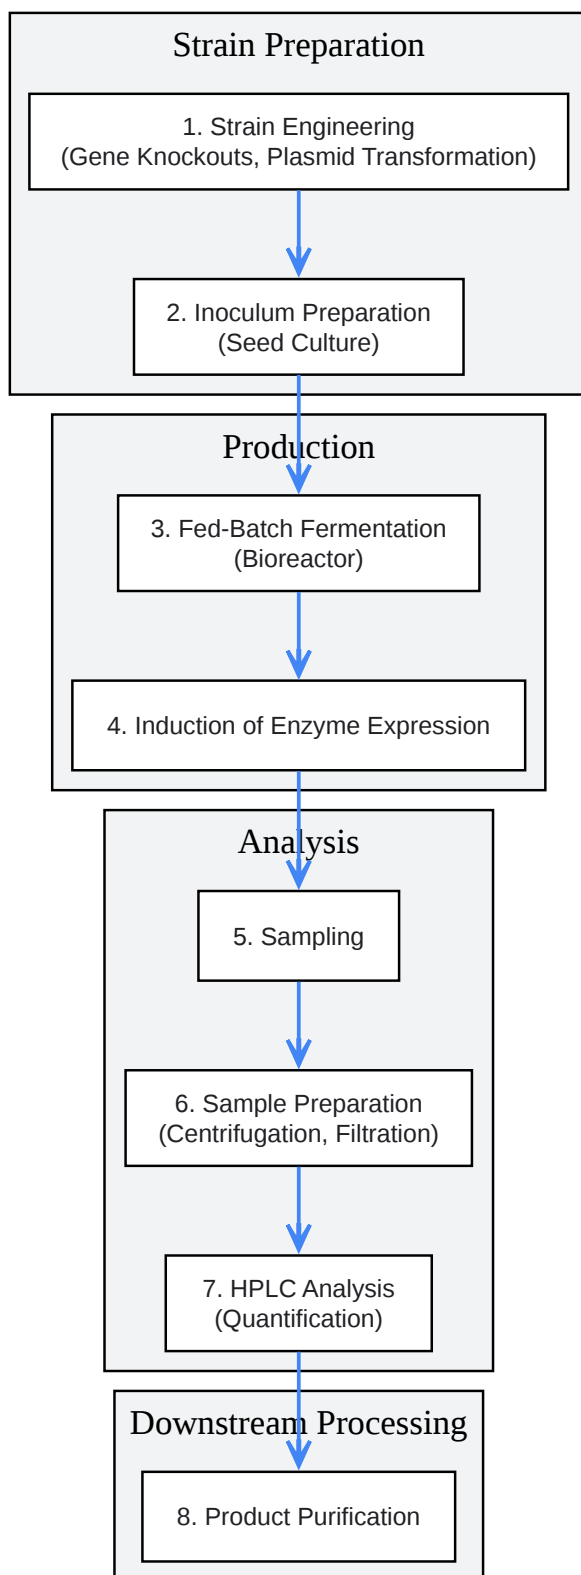 Strain Preparation
1. Strain Engineering
(Gene Knockouts, Plasmid Transformation)
2. Inoculum Preparation
(Seed Culture)
Production
3. Fed-Batch Fermentation
(Bioreactor)
4. Induction of Enzyme Expression
Analysis
5. Sampling
6. Sample Preparation
(Centrifugation, Filtration)
7. HPLC Analysis
(Quantification)
Downstream Processing
8. Product Purification